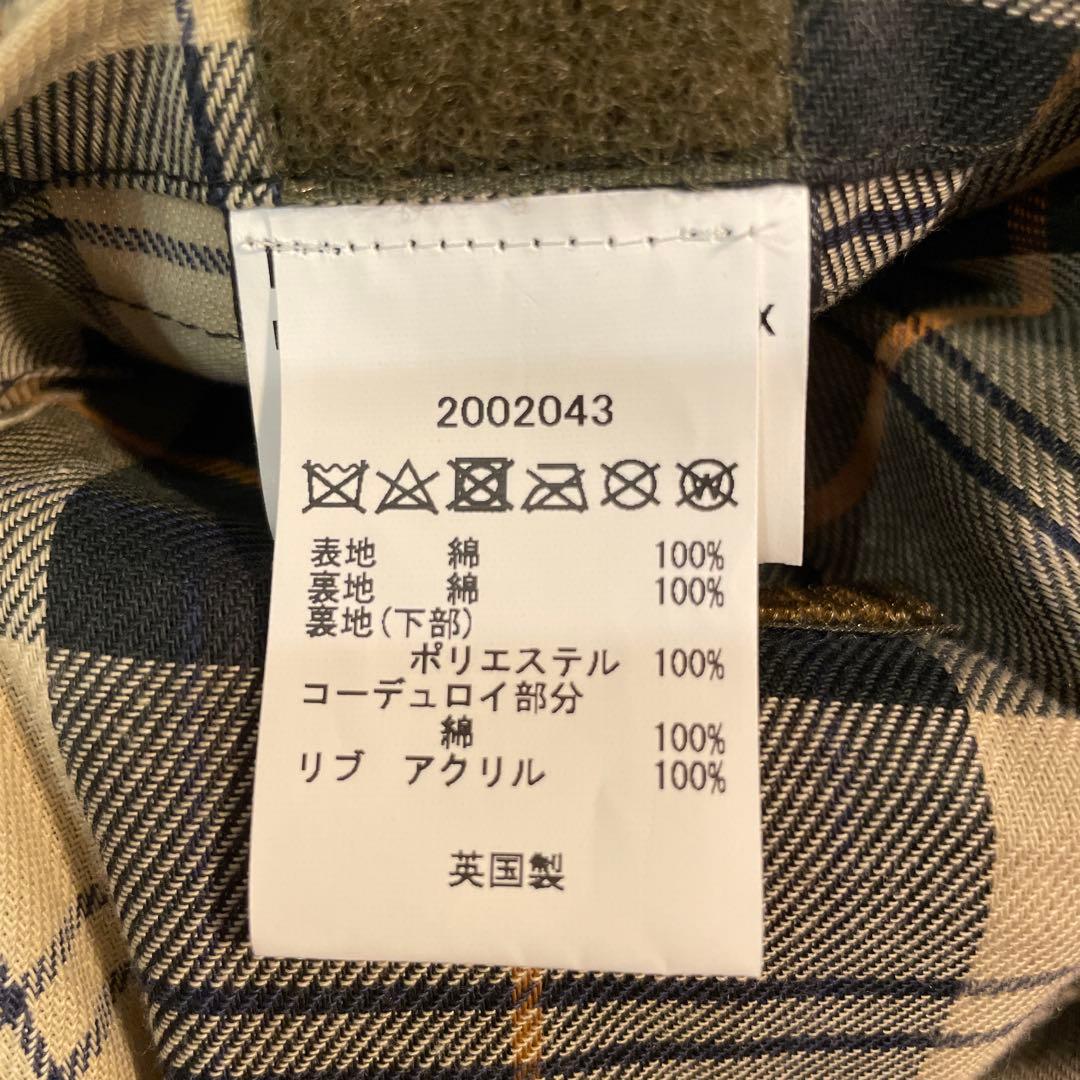 X
2002043
表地 綿 100%
裏地 綿 100%
裏地(下部)
ポリエステル 100%
コーデュロイ部分
綿 100%
リブ アクリル 100%
英国製